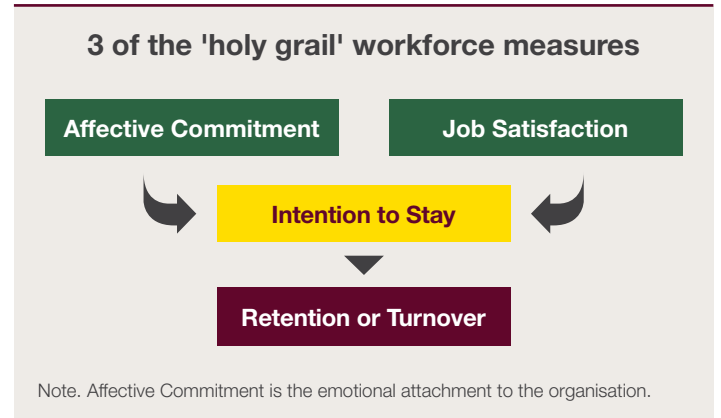 3 of the 'holy grail' workforce measures
Affective Commitment
Job Satisfaction
Intention to Stay
Retention or Turnover
Note. Affective Commitment is the emotional attachment to the organisation.